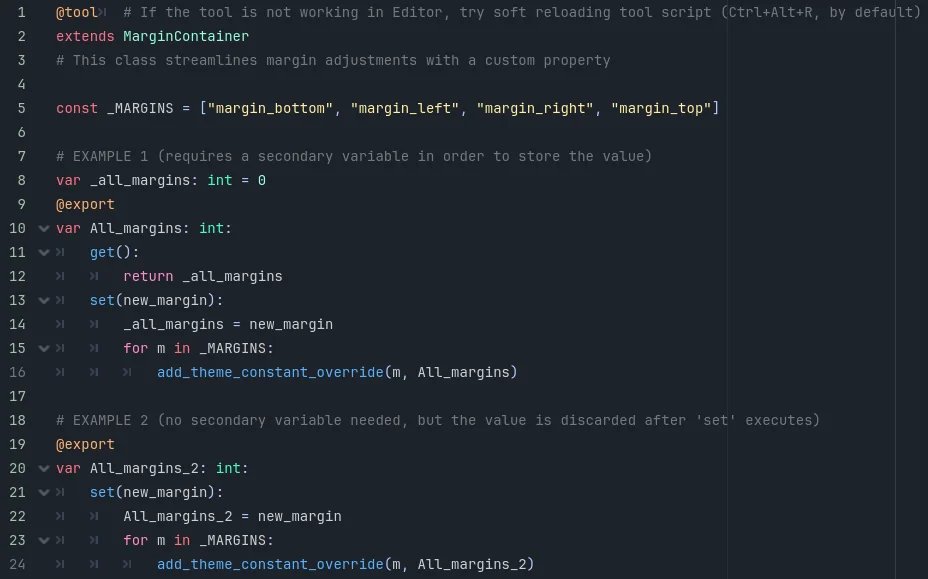 1 @tool # If the tool is not working in Editor, try soft reloading tool script (Ctrl+Alt+R, by default)
2 extends MarginContainer
3 # This class streamlines margin adjustments with a custom property
4
5 const _MARGINS = ["margin_bottom", "margin_left", "margin_right", "margin_top"]
6
7 # EXAMPLE 1 (requires a secondary variable in order to store the value)
8 var _all_margins: int = 0
9 @export
10 var All_margins: int:
11 get():
12 return _all_margins
13 set(new_margin):
14 _all_margins = new_margin
15 for m in _MARGINS:
16 add_theme_constant_override(m, All_margins)
17
18 # EXAMPLE 2 (no secondary variable needed, but the value is discarded after 'set' executes)
19 @export
20 var All_margins_2: int:
21 set(new_margin):
22 All_margins_2 = new_margin
23 for m in _MARGINS:
24 add_theme_constant_override(m, All_margins_2)